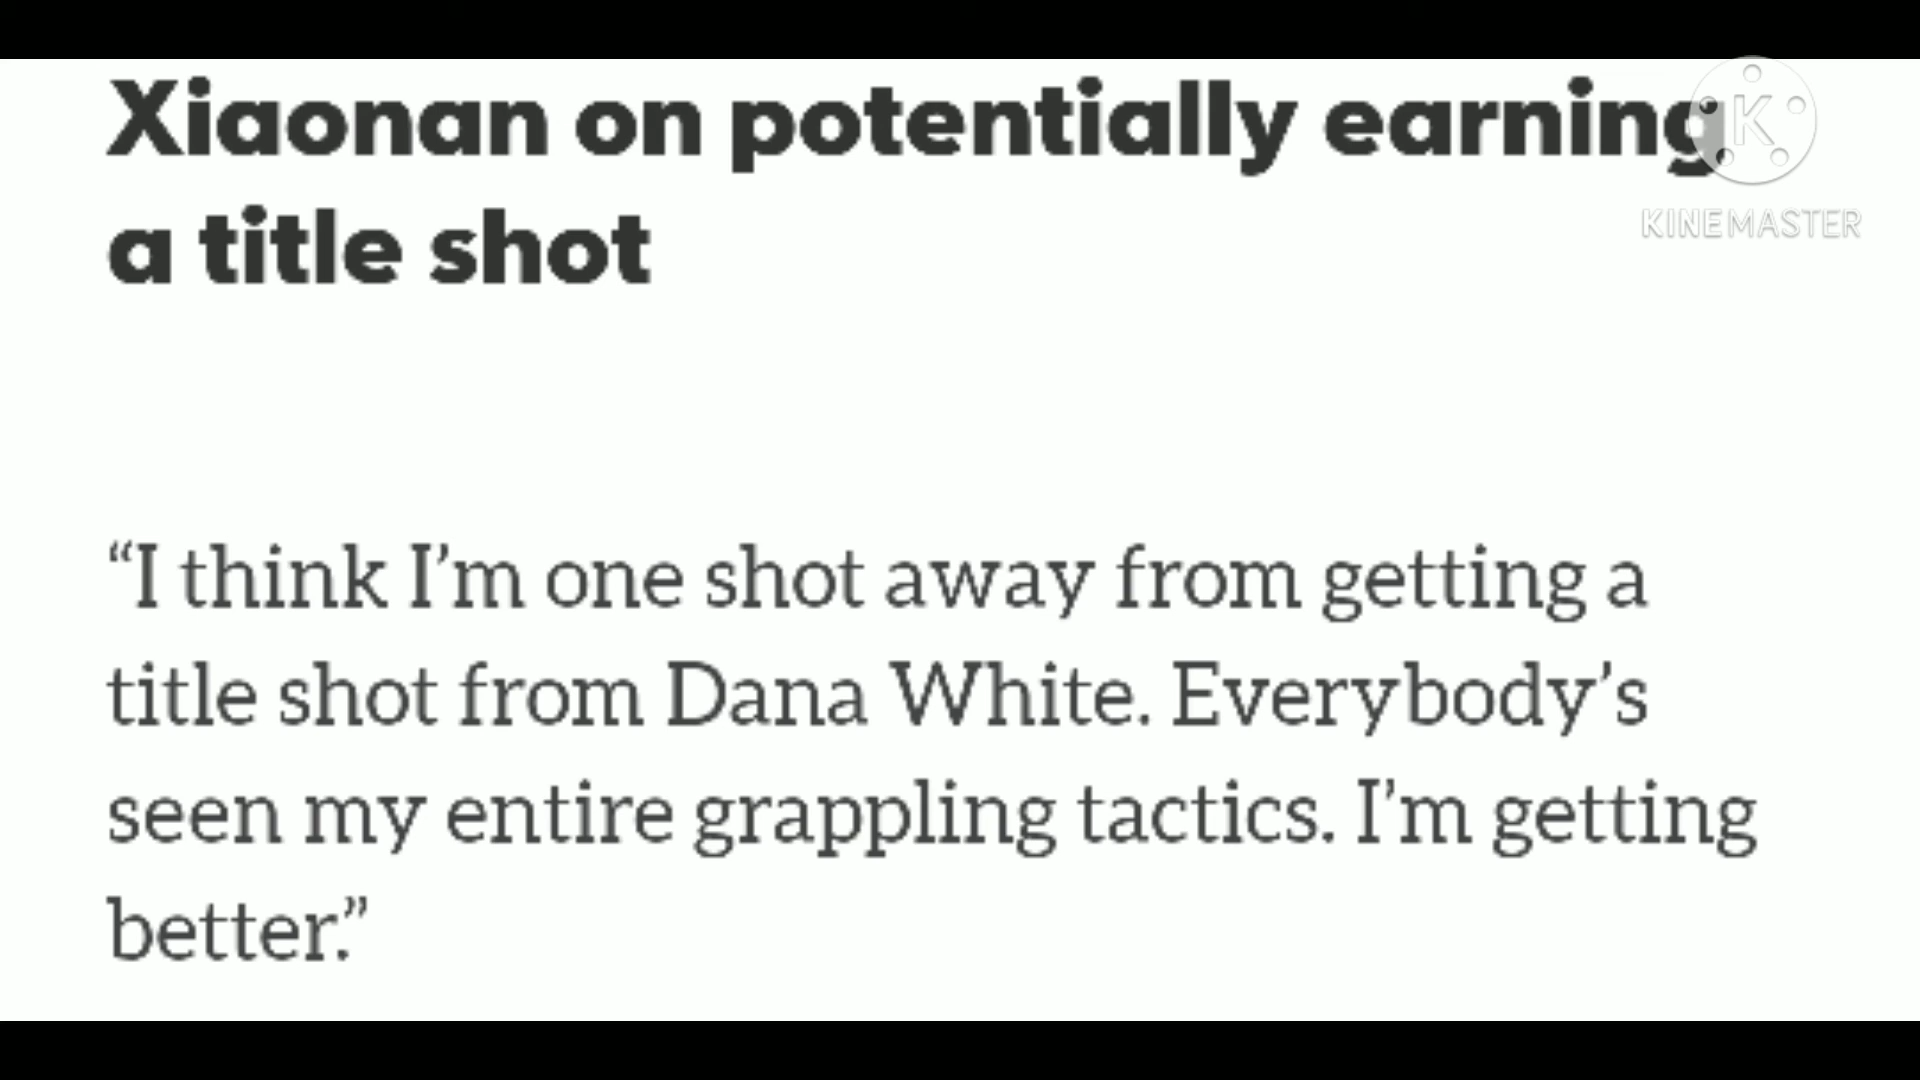 Xiaonan on potentially earning
a title shot
K
KINEMASTER
“I think I’m one shot away from getting a
title shot from Dana White. Everybody’s
seen my entire grappling tactics. I’m getting
better.”